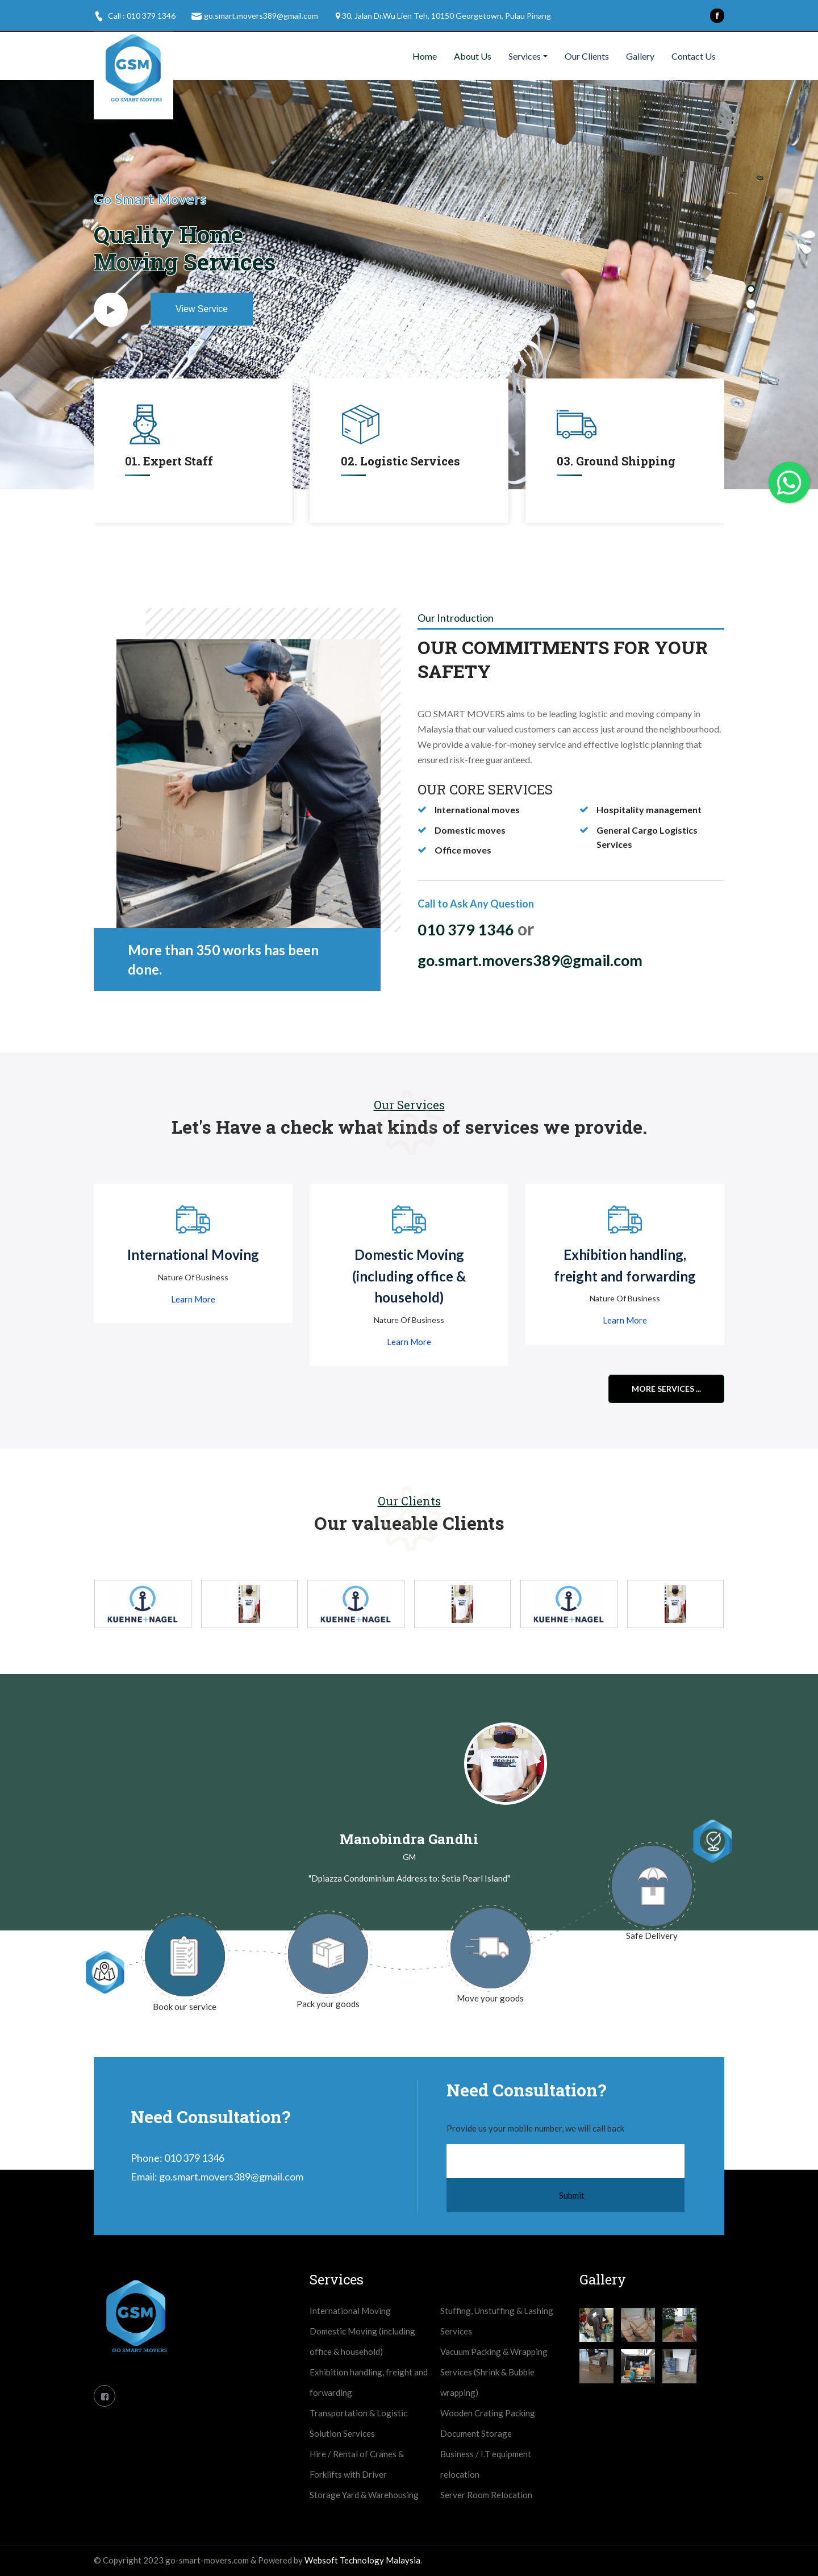 Call : 010 379 1346
go.smart.movers389@gmail.com
30, Jalan Dr.Wu Lien Teh, 10150 Georgetown, Pulau Pinang
GSM
GO SMART MOVERS
Home
About Us
Services
Our Clients
Gallery
Contact Us
Go Smart Movers
Quality Home
Moving Services
View Service
01. Expert Staff
02. Logistic Services
03. Ground Shipping
Our Introduction
OUR COMMITMENTS FOR YOUR
SAFETY
GO SMART MOVERS aims to be leading logistic and moving company in
Malaysia that our valued customers can access just around the neighbourhood.
We provide a value-for-money service and effective logistic planning that
ensured risk-free guaranteed.
OUR CORE SERVICES
International moves
Domestic moves
Office moves
Hospitality management
General Cargo Logistics
Services
Call to Ask Any Question
010 379 1346 or
go.smart.movers389@gmail.com
More than 350 works has been
done.
Our Services
Let's Have a check what kinds of services we provide.
International Moving
Nature Of Business
Learn More
Domestic Moving
(including office &
household)
Nature Of Business
Learn More
Exhibition handling,
freight and forwarding
Nature Of Business
Learn More
MORE SERVICES ...
Our Clients
Our valueable Clients
KUEHNE+NAGEL
KUEHNE+NAGEL
KUEHNE+NAGEL
WINNING
BEGINS
Manobindra Gandhi
GM
"Dpiazza Condominium Address to: Setia Pearl Island"
Book our service
Pack your goods
Move your goods
Safe Delivery
Need Consultation?
Phone: 010 379 1346
Email: go.smart.movers389@gmail.com
Need Consultation?
Provide us your mobile number, we will call back
Submit
GSM
GO SMART MOVERS
Services
International Moving
Domestic Moving (including
office & household)
Exhibition handling, freight and
forwarding
Transportation & Logistic
Solution Services
Hire / Rental of Cranes &
Forklifts with Driver
Storage Yard & Warehousing
Stuffing, Unstuffing & Lashing
Services
Vacuum Packing & Wrapping
Services (Shrink & Bubble
wrapping)
Wooden Crating Packing
Document Storage
Business / I.T equipment
relocation
Server Room Relocation
Gallery
© Copyright 2023 go-smart-movers.com & Powered by Websoft Technology Malaysia.